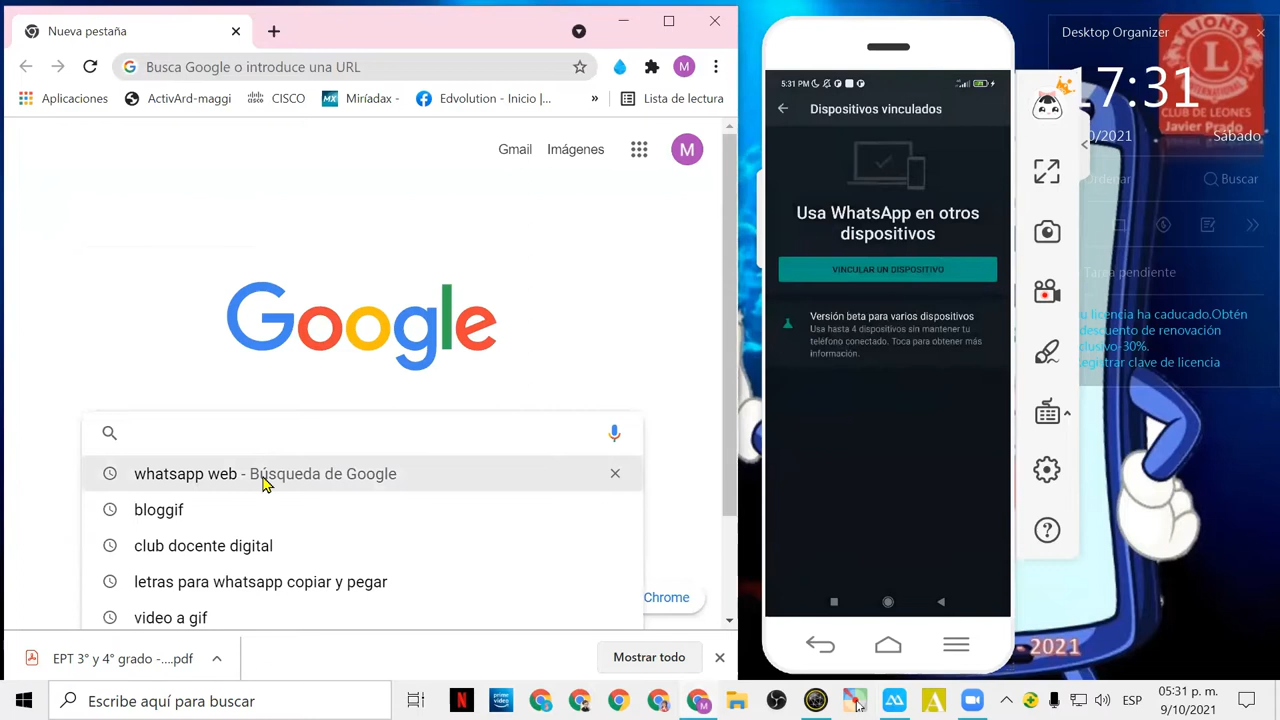 Nueva pestaña
Busca Google o introduce una URL
M
Aplicaciones
ActivArd-maggi
CISCO
Miríadax -
Edvolution - Inicio |...
»
Lista de lectura
Gmail
Imágenes
M
Google
whatsapp web - Búsqueda de Google
bloggif
club docente digital
letras para whatsapp copiar y pegar
video a gif
Chrome
EPT 3° y 4° grado -....pdf
Mostrar todo
5:31 PM
Dispositivos vinculados
Usa WhatsApp en otros
dispositivos
VINCULAR UN DISPOSITIVO
Versión beta para varios dispositivos
Usa hasta 4 dispositivos sin mantener tu
teléfono conectado. Toca para obtener más
información.
Desktop Organizer
17:31
LIONS
L
CLUB DE LEONES
Javier Prado
0/2021
Sábado
Buscar
Tarea pendiente
u licencia ha caducado.Obtén
descuento de renovación
clusivo-30%.
egistrar clave de licencia
- 2021
Escribe aquí para buscar
ESP
05:31 p. m.
9/10/2021